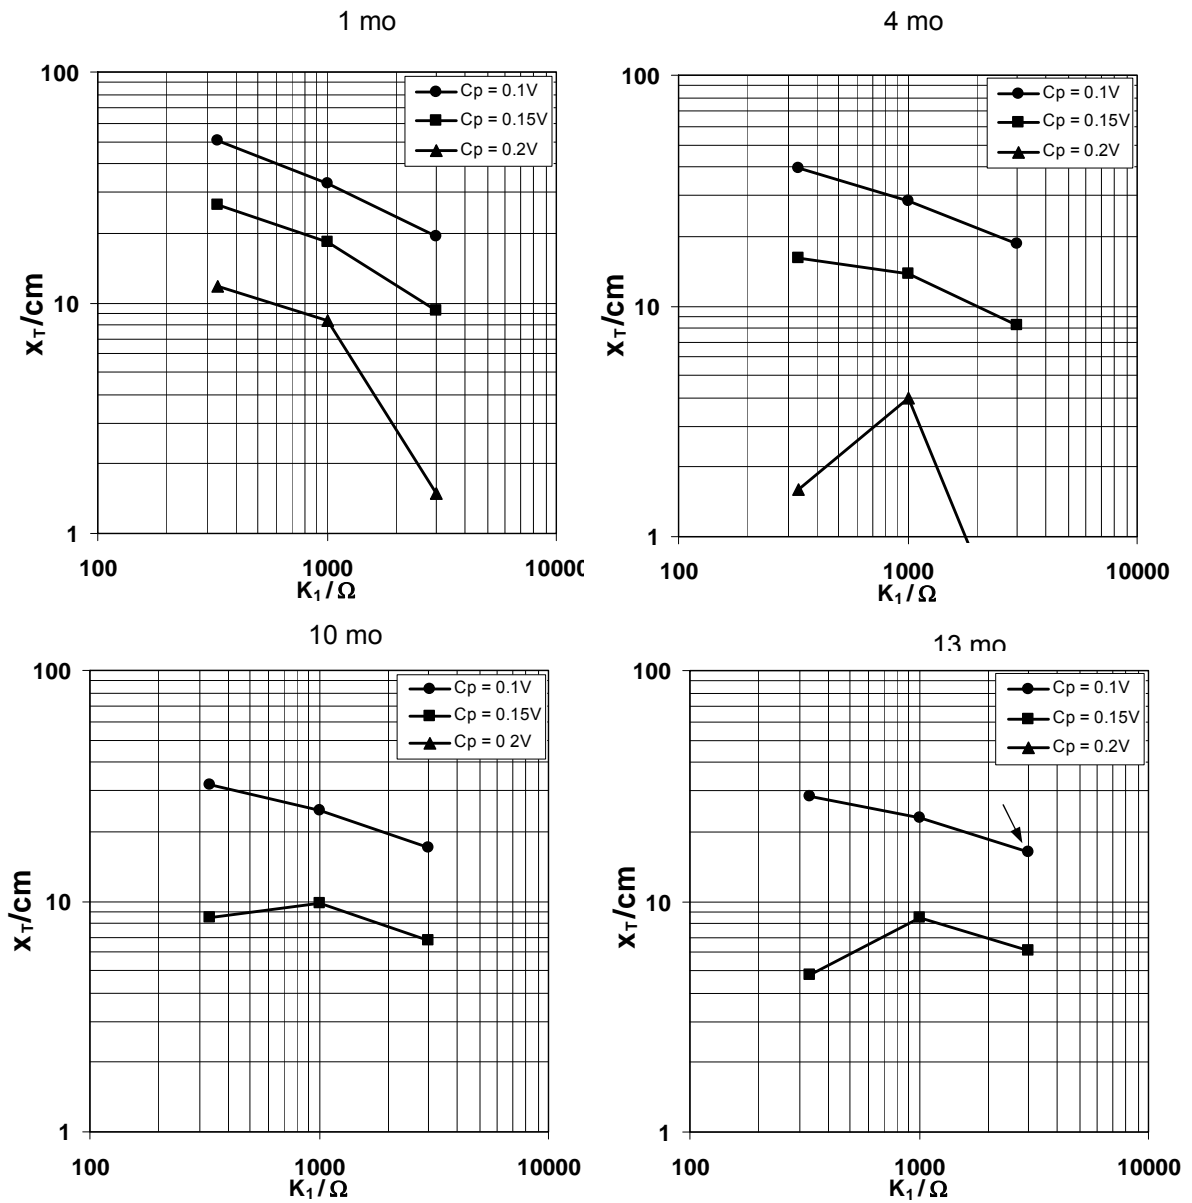 1 mo
100
Cp = 0.1V
Cp = 0.15V
Cp = 0.2V
10
1
xT/cm
100 1000 10000
K1/Ω
4 mo
100
Cp = 0.1V
Cp = 0.15V
Cp = 0.2V
10
1
xT/cm
100 1000 10000
K1/Ω
10 mo
100
Cp = 0.1V
Cp = 0.15V
Cp = 0 2V
10
1
xT/cm
100 1000 10000
K1/Ω
13 mo
100
Cp = 0.1V
Cp = 0.15V
Cp = 0.2V
10
1
xT/cm
100 1000 10000
K1/Ω